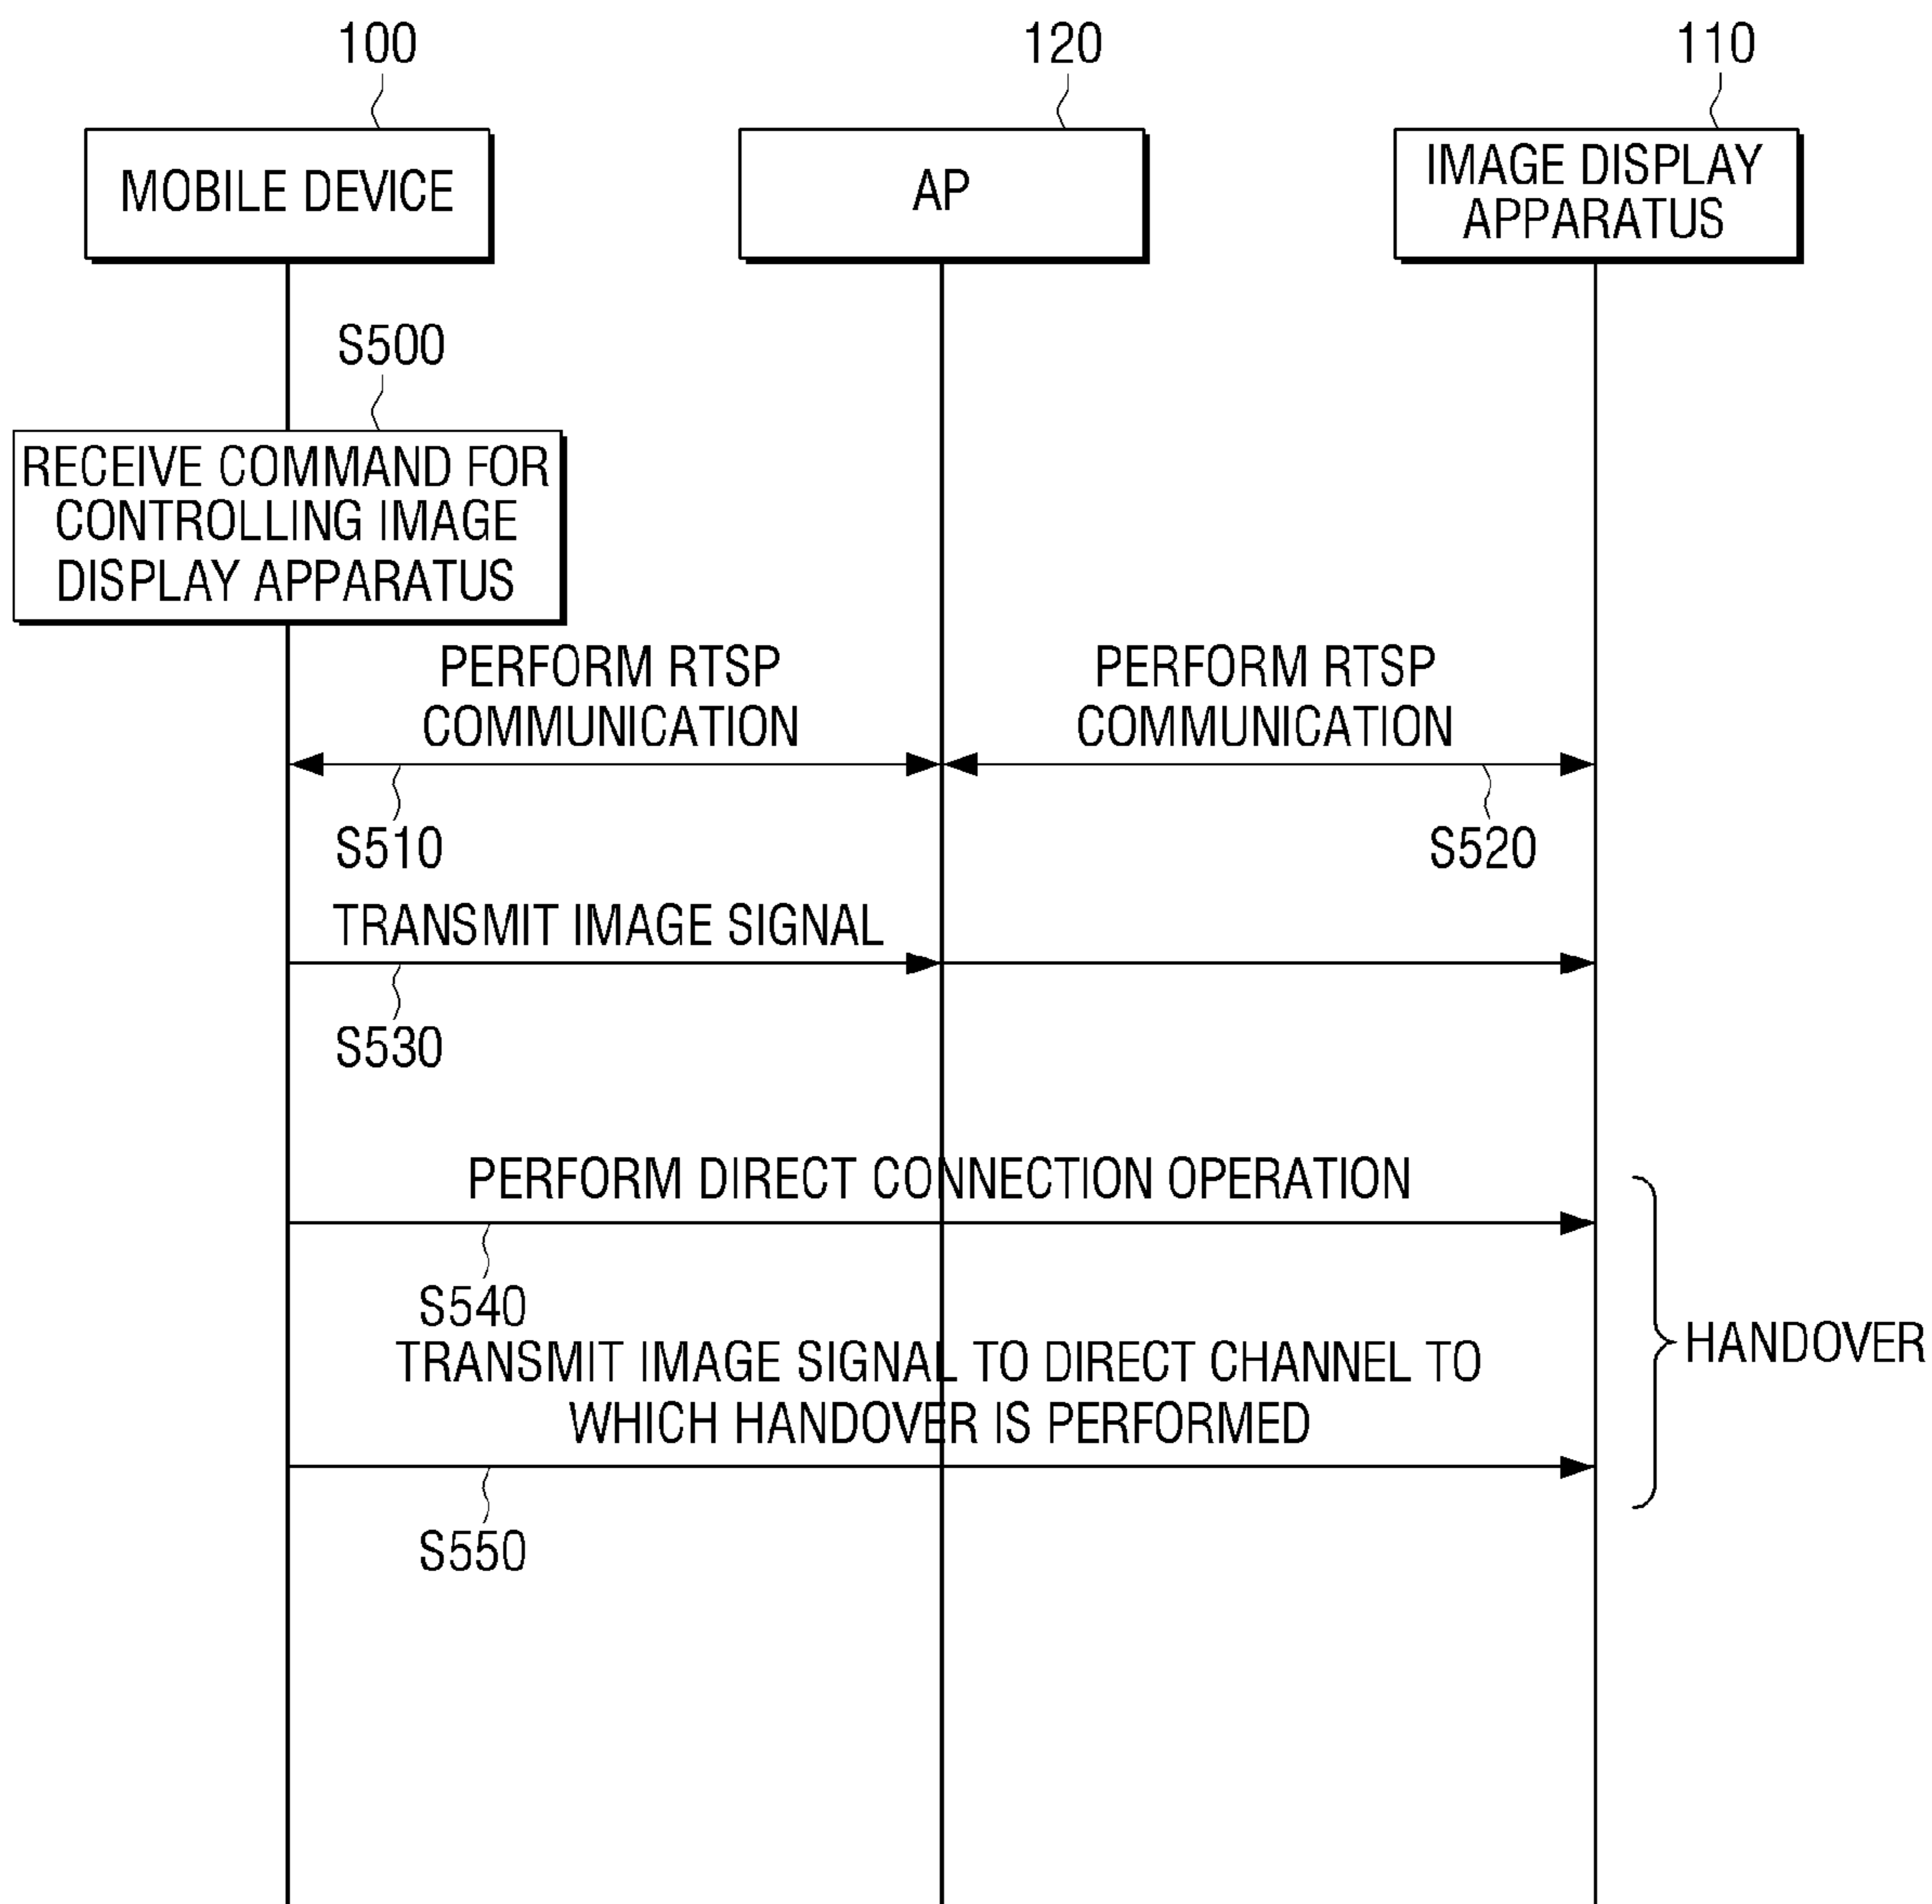 100
120
110
MOBILE DEVICE
AP
IMAGE DISPLAY
APPARATUS
S500
RECEIVE COMMAND FOR
CONTROLLING IMAGE
DISPLAY APPARATUS
PERFORM RTSP
COMMUNICATION
PERFORM RTSP
COMMUNICATION
S510
S520
TRANSMIT IMAGE SIGNAL
S530
PERFORM DIRECT CONNECTION OPERATION
S540
TRANSMIT IMAGE SIGNAL TO DIRECT CHANNEL TO
WHICH HANDOVER IS PERFORMED
HANDOVER
S550